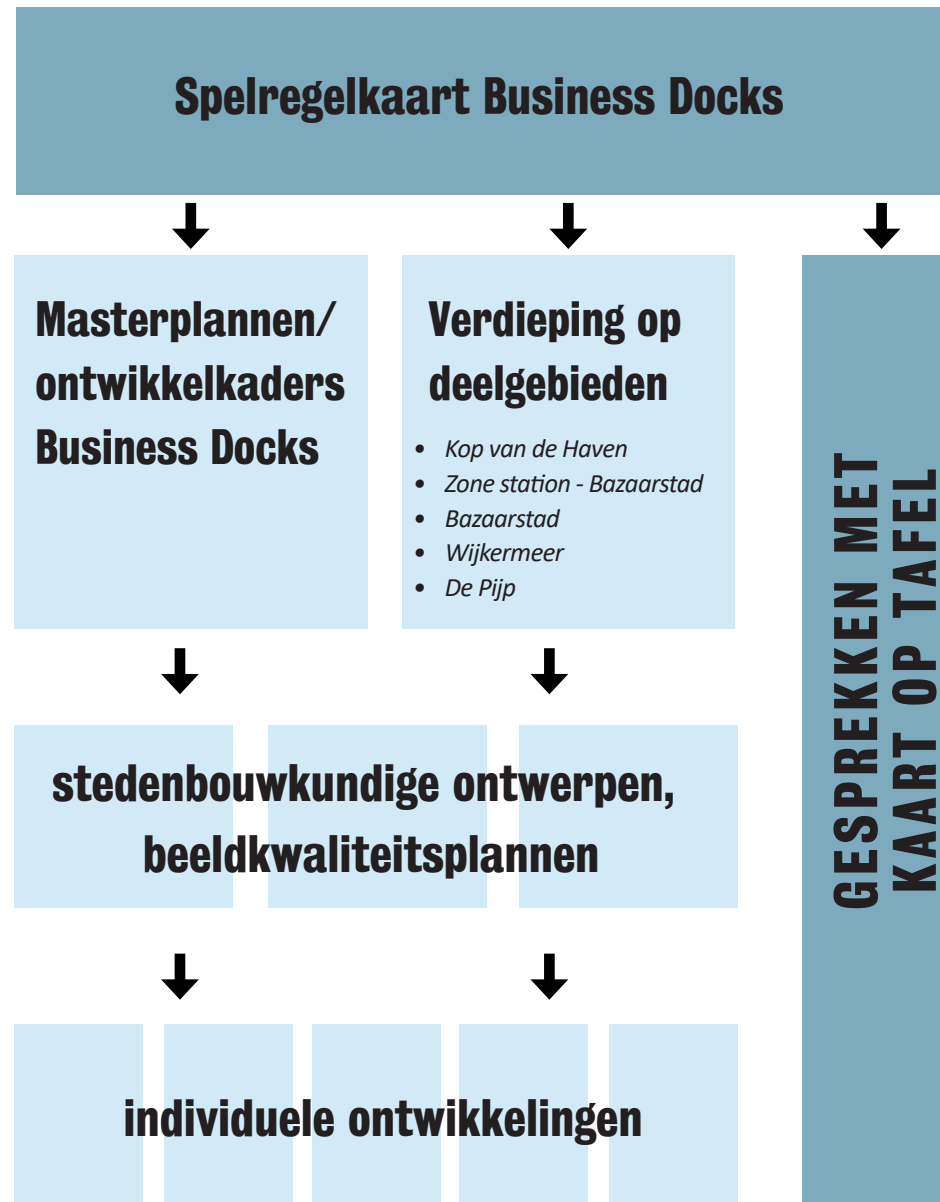 Spelregelkaart Business Docks
Masterplannen/
ontwikkelkaders
Business Docks
Verdieping op
deelgebieden
• Kop van de Haven
• Zone station - Bazaarstad
• Bazaarstad
• Wijkermeer
• De Pijp
GESPREKKEN MET
KAART OP TAFEL
stedenbouwkundige ontwerpen,
beeldkwaliteitsplannen
individuele ontwikkelingen